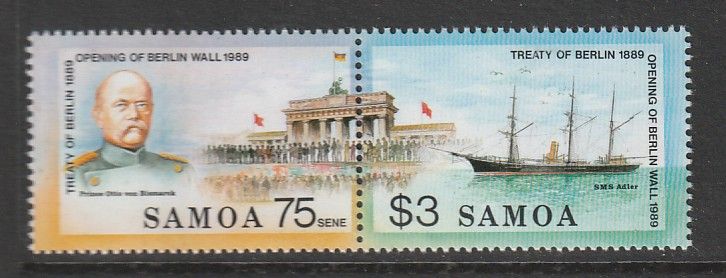 OPENING OF BERLIN WALL 1989
TREATY OF BERLIN 1889
Prince Otto von Bismarck
SAMOA 75 SENE
TREATY OF BERLIN 1889
OPENING OF BERLIN WALL 1989
SMS Adler
$3 SAMOA